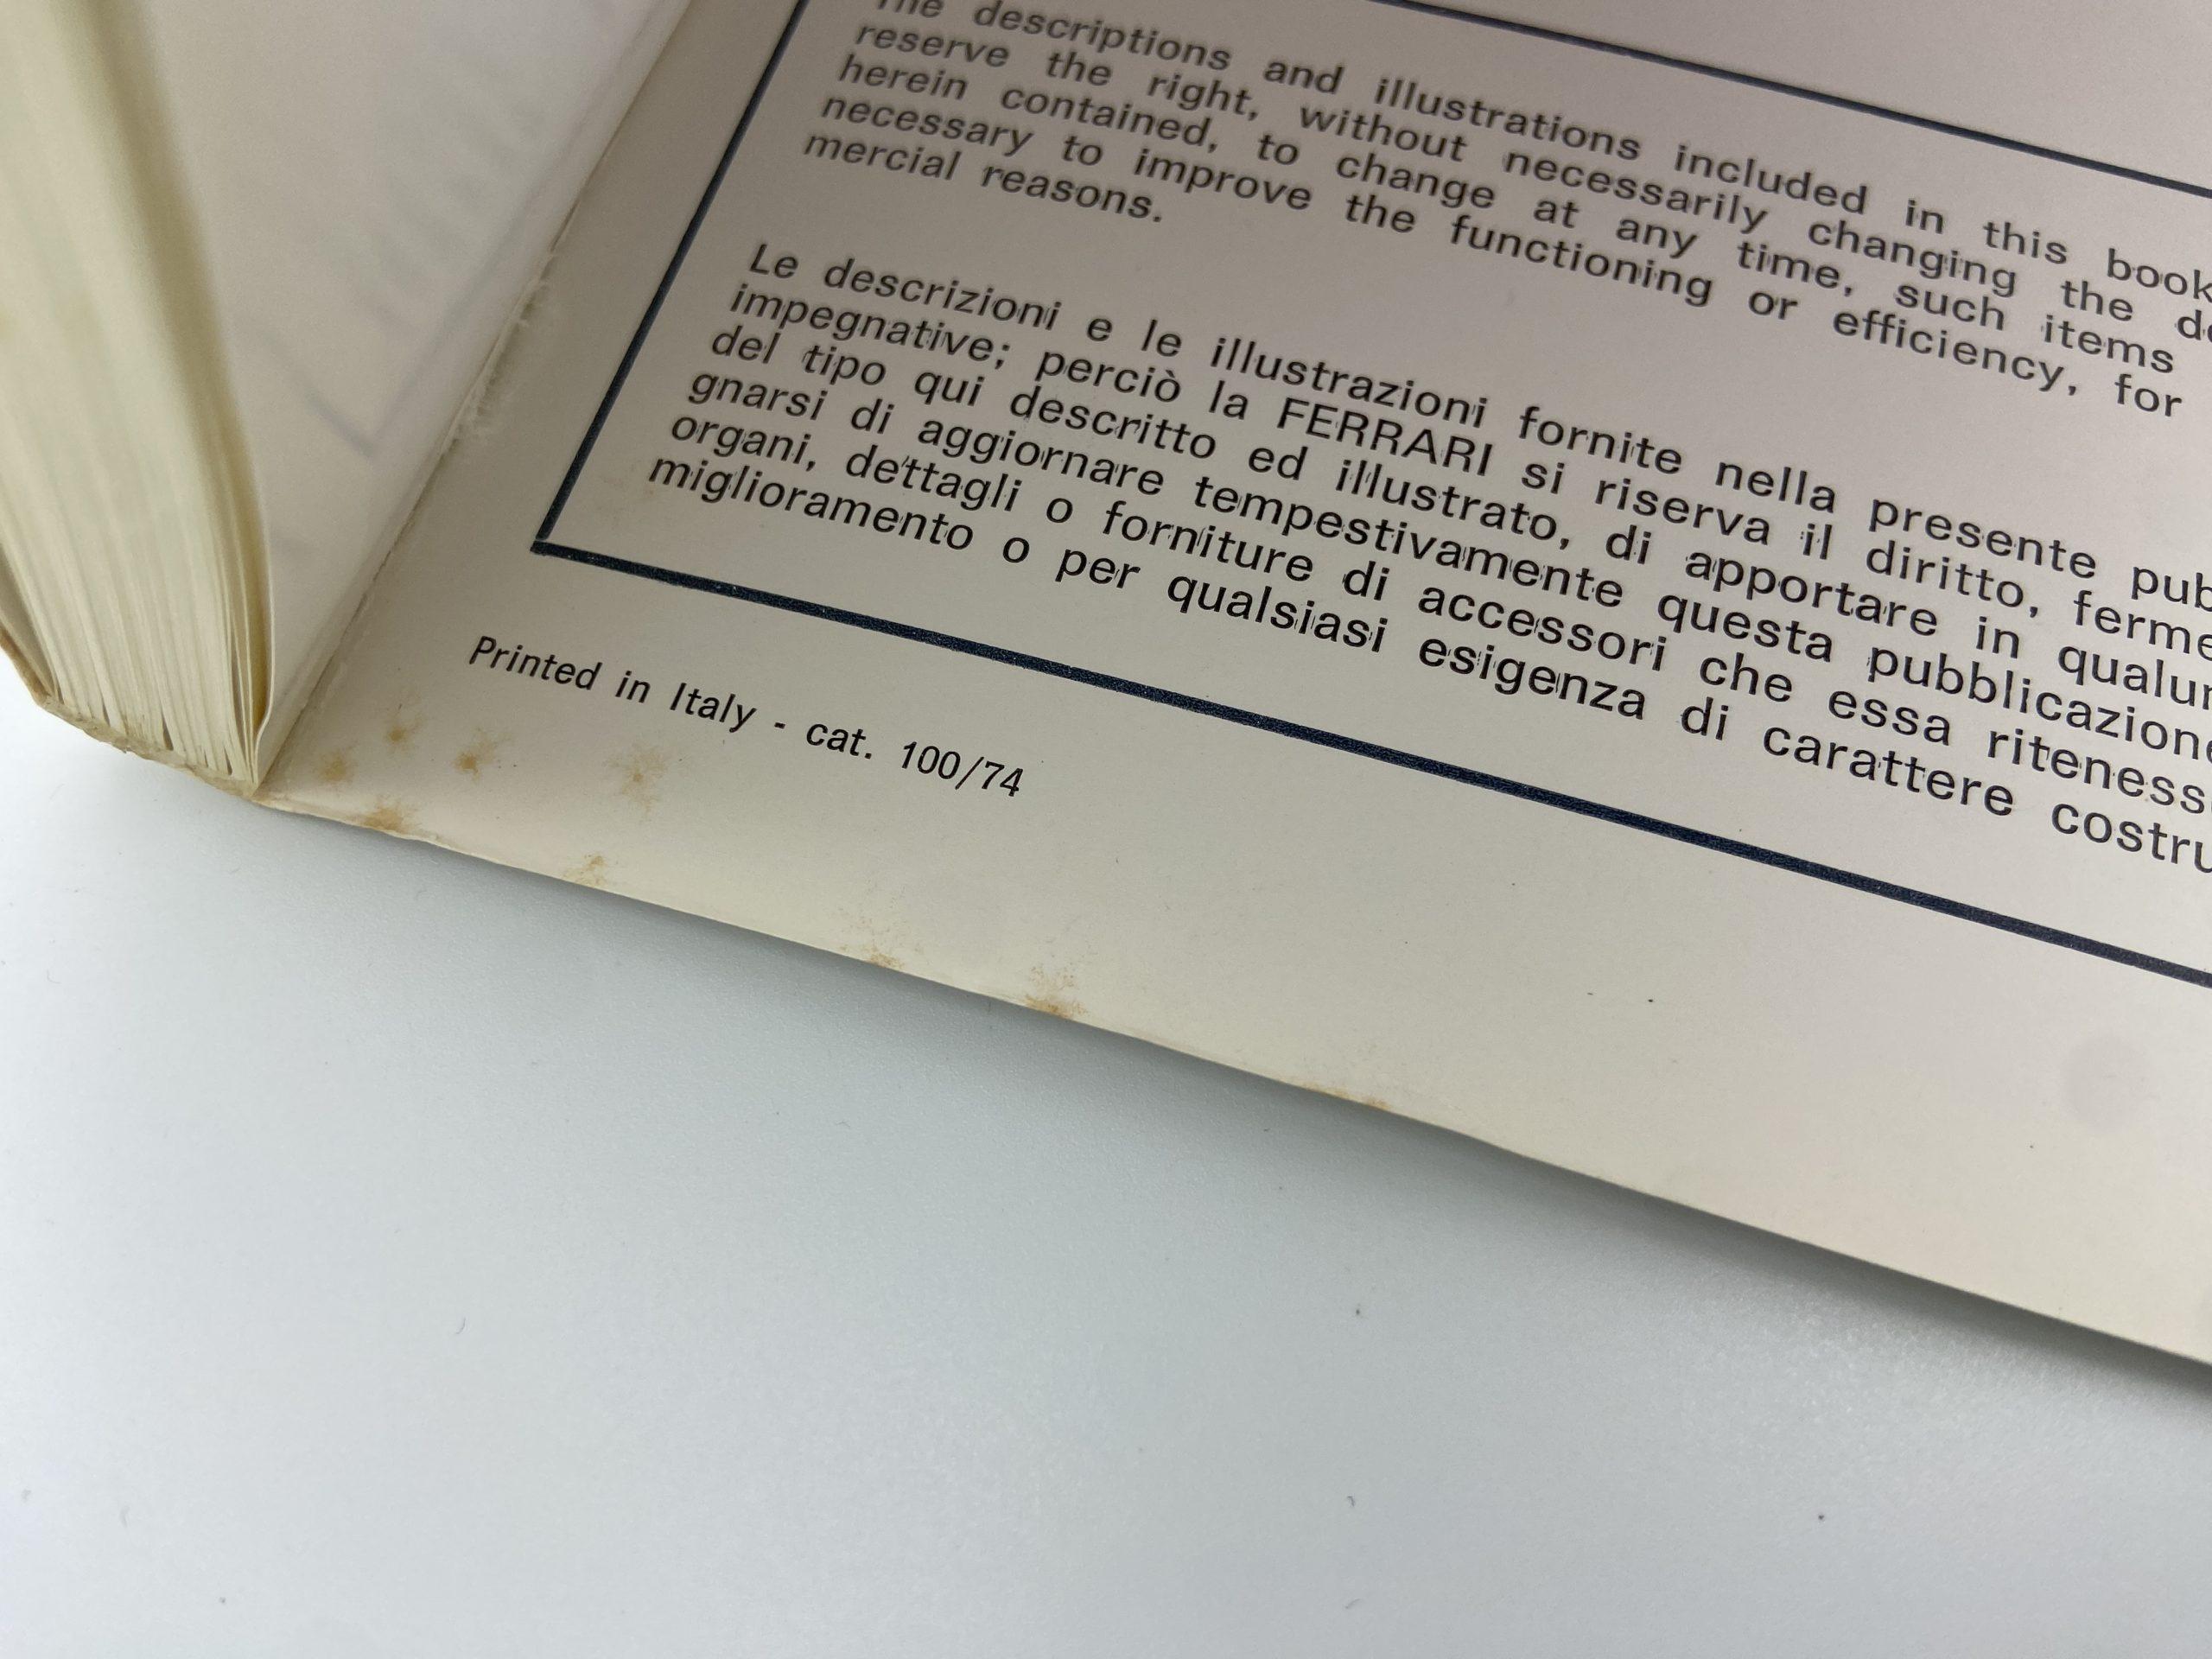 The descriptions and illustrations included in this book
reserve the right, without necessarily changing the
herein contained, to change at any time, such items
necessary to improve the functioning or efficiency, for
mercial reasons.
Le descrizioni e le illustrazioni fornite nella presente
impegnative; perciò la FERRARI si riserva il diritto,
del tipo qui descritto ed illustrato, di apportare in
gnarsi di aggiornare tempestivamente questa pubblicazione
organi, dettagli o forniture di accessori che essa
miglioramento o per qualsiasi esigenza di carattere
Printed in Italy - cat. 100/74